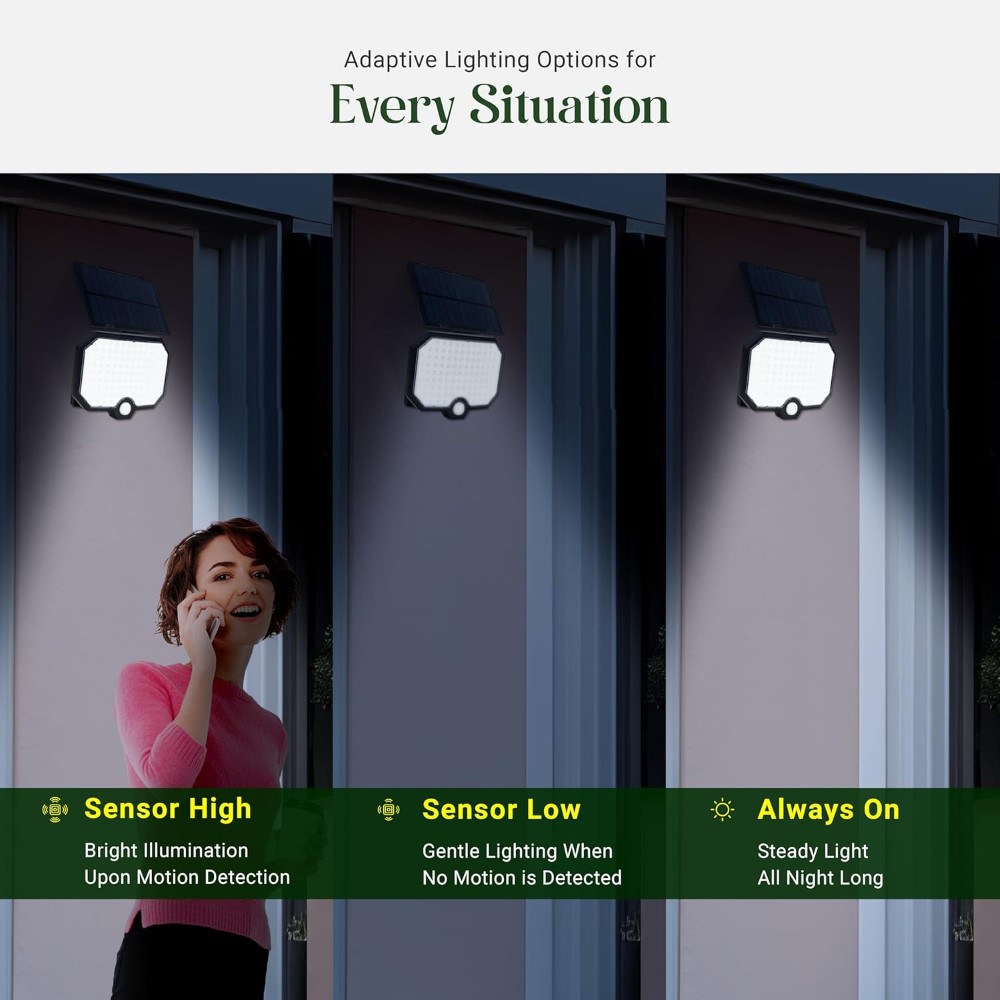 Adaptive Lighting Options for
Every Situation
Sensor High
Bright Illumination
Upon Motion Detection
Sensor Low
Gentle Lighting When
No Motion is Detected
Always On
Steady Light
All Night Long